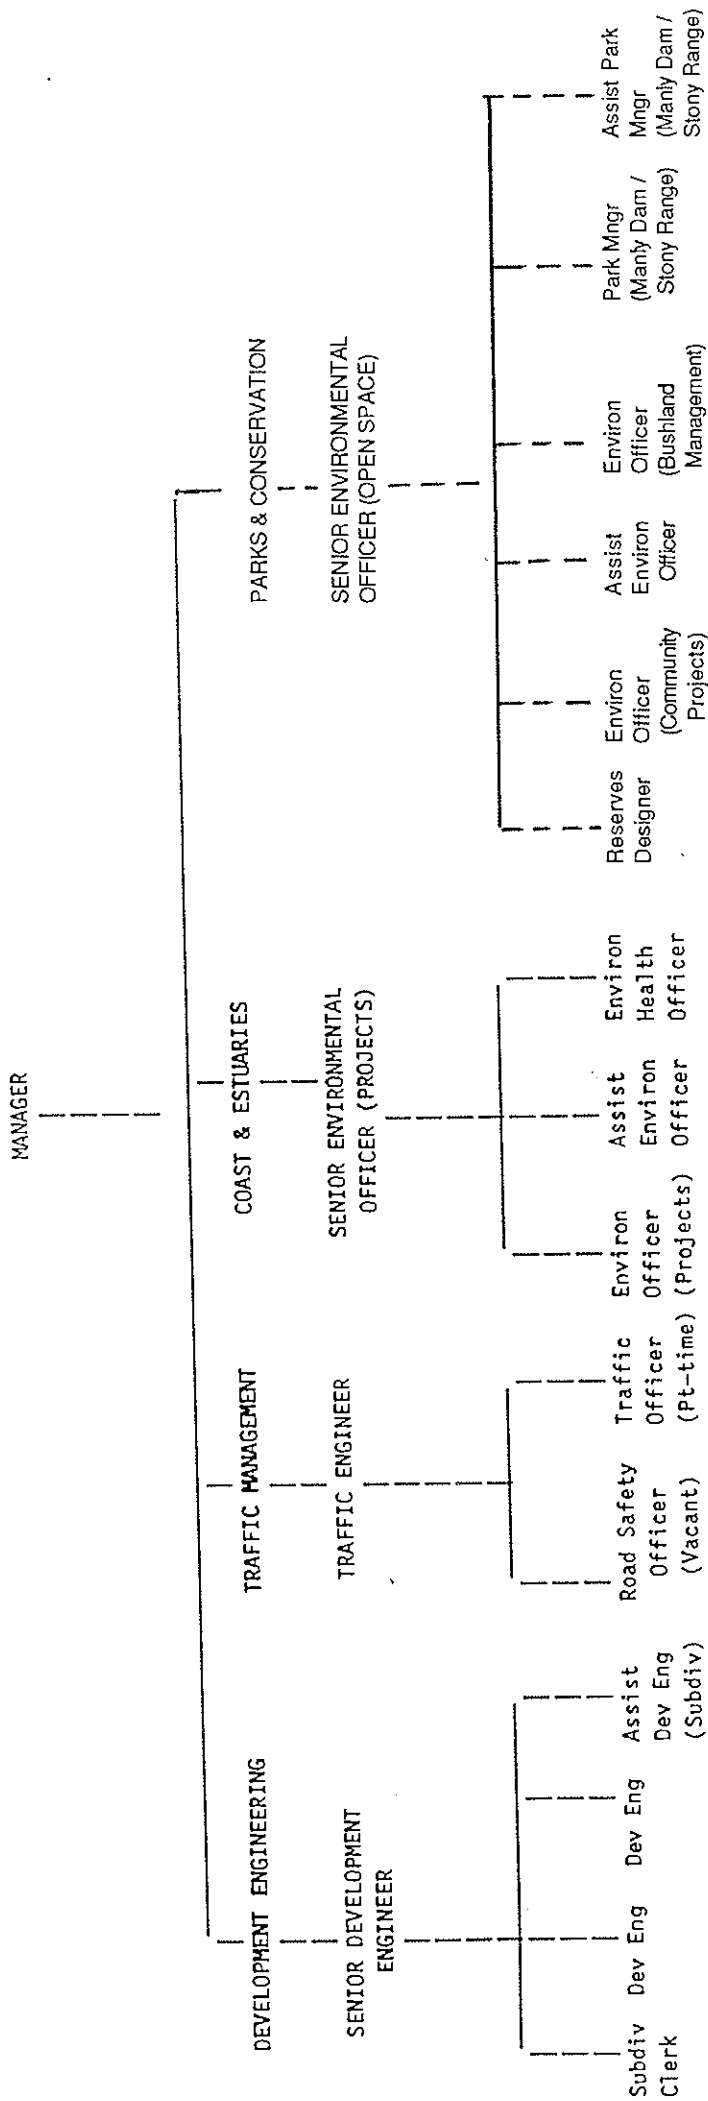 MANAGER
DEVELOPMENT ENGINEERING
TRAFFIC MANAGEMENT
COAST & ESTUARIES
PARKS & CONSERVATION
SENIOR DEVELOPMENT
ENGINEER
TRAFFIC ENGINEER
SENIOR ENVIRONMENTAL
OFFICER (PROJECTS)
SENIOR ENVIRONMENTAL
OFFICER (OPEN SPACE)
Subdiv
Clerk
Dev Eng
Dev Eng
Assist
Dev Eng
(Subdiv)
Road Safety
Officer
(Vacant)
Traffic
Officer
(Pt-time)
Environ
Officer
(Projects)
Assist
Environ
Officer
Environ
Health
Officer
Reserves
Designer
Environ
Officer
(Community
Projects)
Assist
Environ
Officer
Environ
Officer
(Bushland
Management)
Park Mngr
(Manly Dam /
Stony Range)
Assist Park
Mngr
(Manly Dam /
Stony Range)